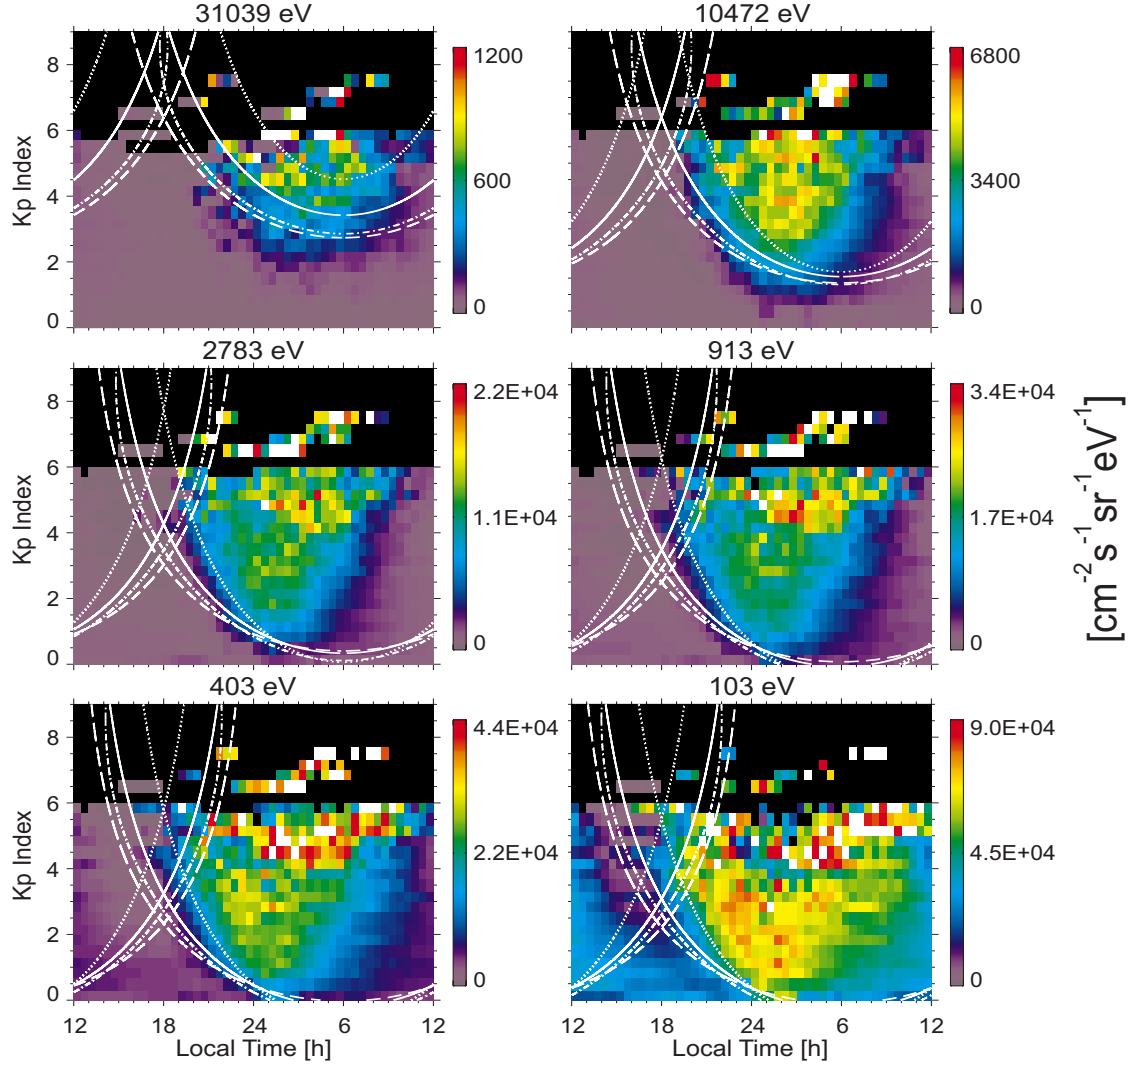 31039 eV
10472 eV
8
6
4
2
0
Kp Index
1200
600
0
6800
3400
0
2783 eV
913 eV
8
6
4
2
0
Kp Index
2.2E+04
1.1E+04
0
3.4E+04
1.7E+04
0
[cm-2 s-1 sr-1 eV-1]
403 eV
103 eV
8
6
4
2
0
Kp Index
4.4E+04
2.2E+04
0
9.0E+04
4.5E+04
0
12 18 24 6 12
12 18 24 6 12
Local Time [h]
Local Time [h]